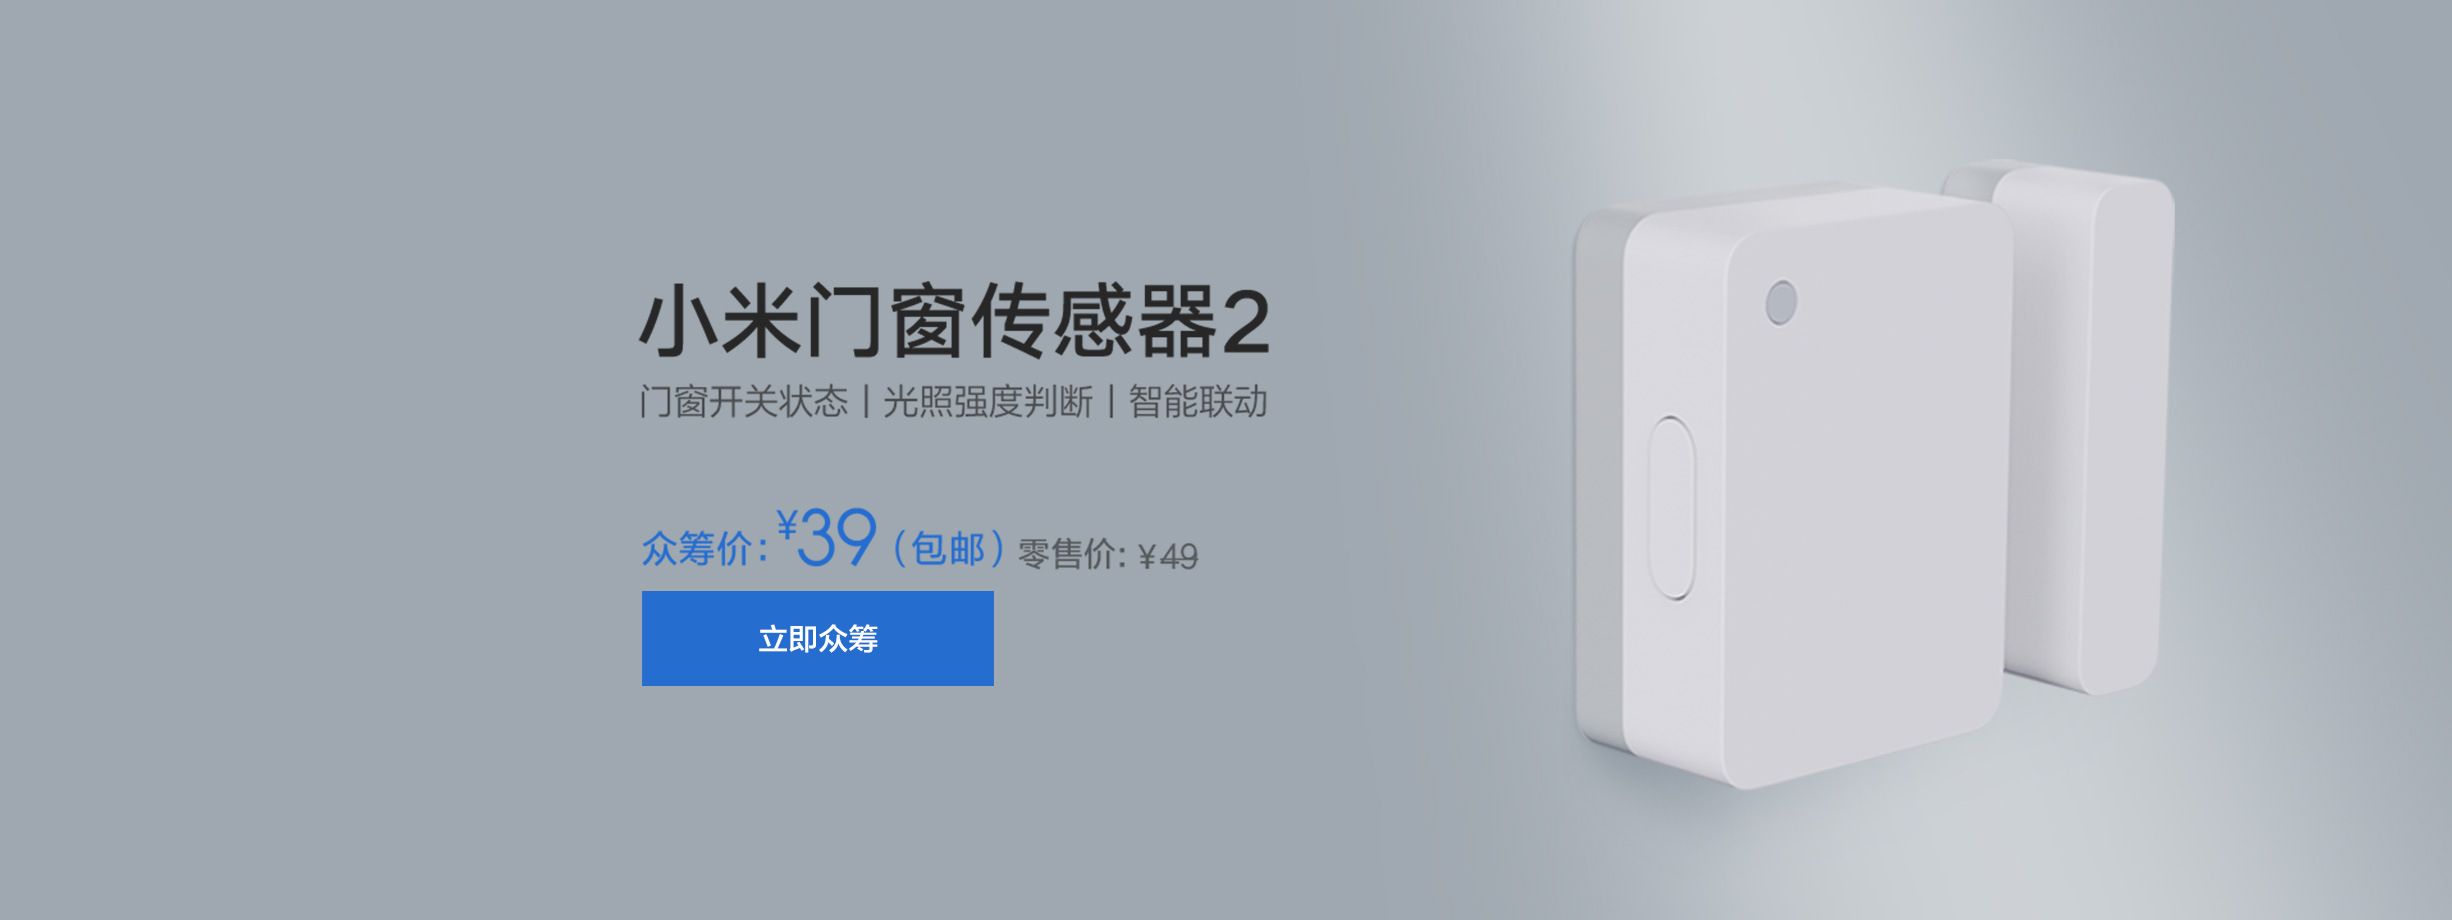 小米门窗传感器2
门窗开关状态丨光照强度判断丨智能联动
众筹价：¥39（包邮）零售价：¥49
立即众筹